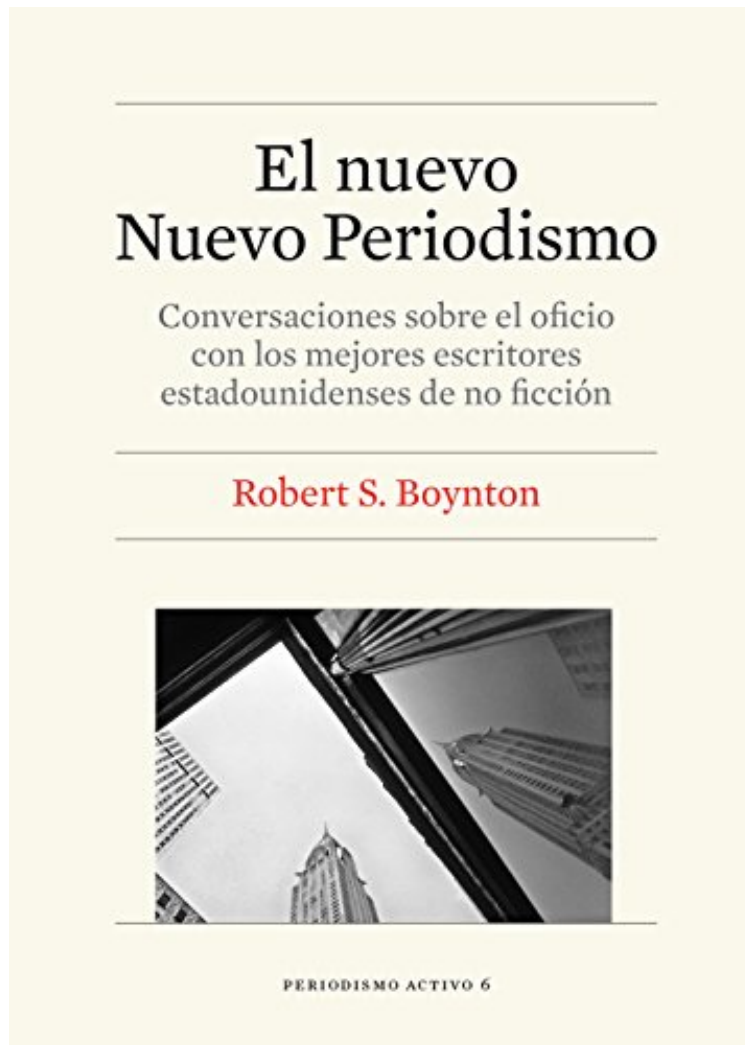 El nuevo
Nuevo Periodismo
Conversaciones sobre el oficio
con los mejores escritores
estadounidenses de no ficción
Robert S. Boynton
PERIODISMO ACTIVO 6